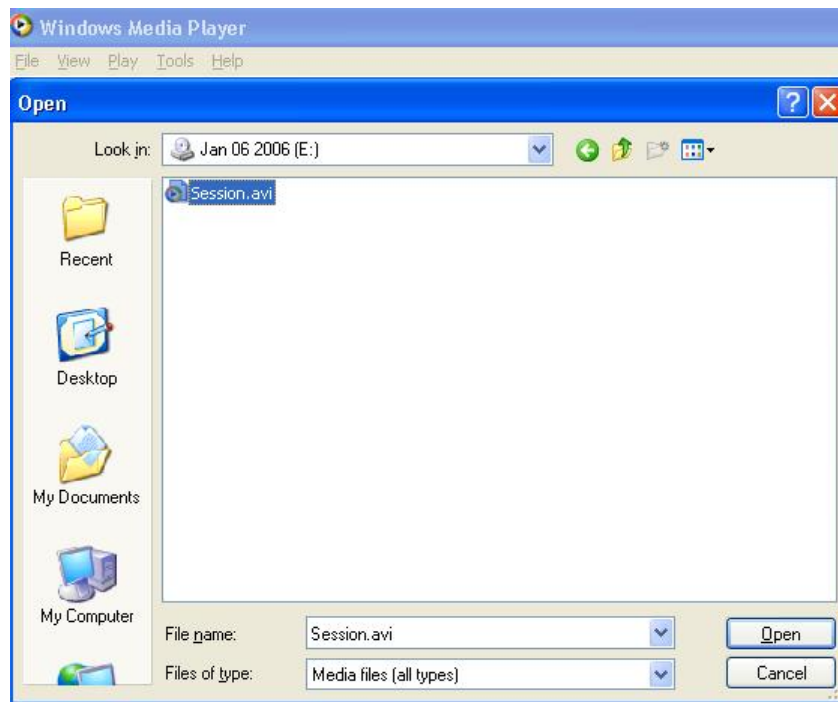 Windows Media Player
File View Play Tools Help
Open
Look in: Jan 06 2006 (E:)
Session.avi
Recent
Desktop
My Documents
My Computer
File name: Session.avi Open
Files of type: Media files (all types) Cancel